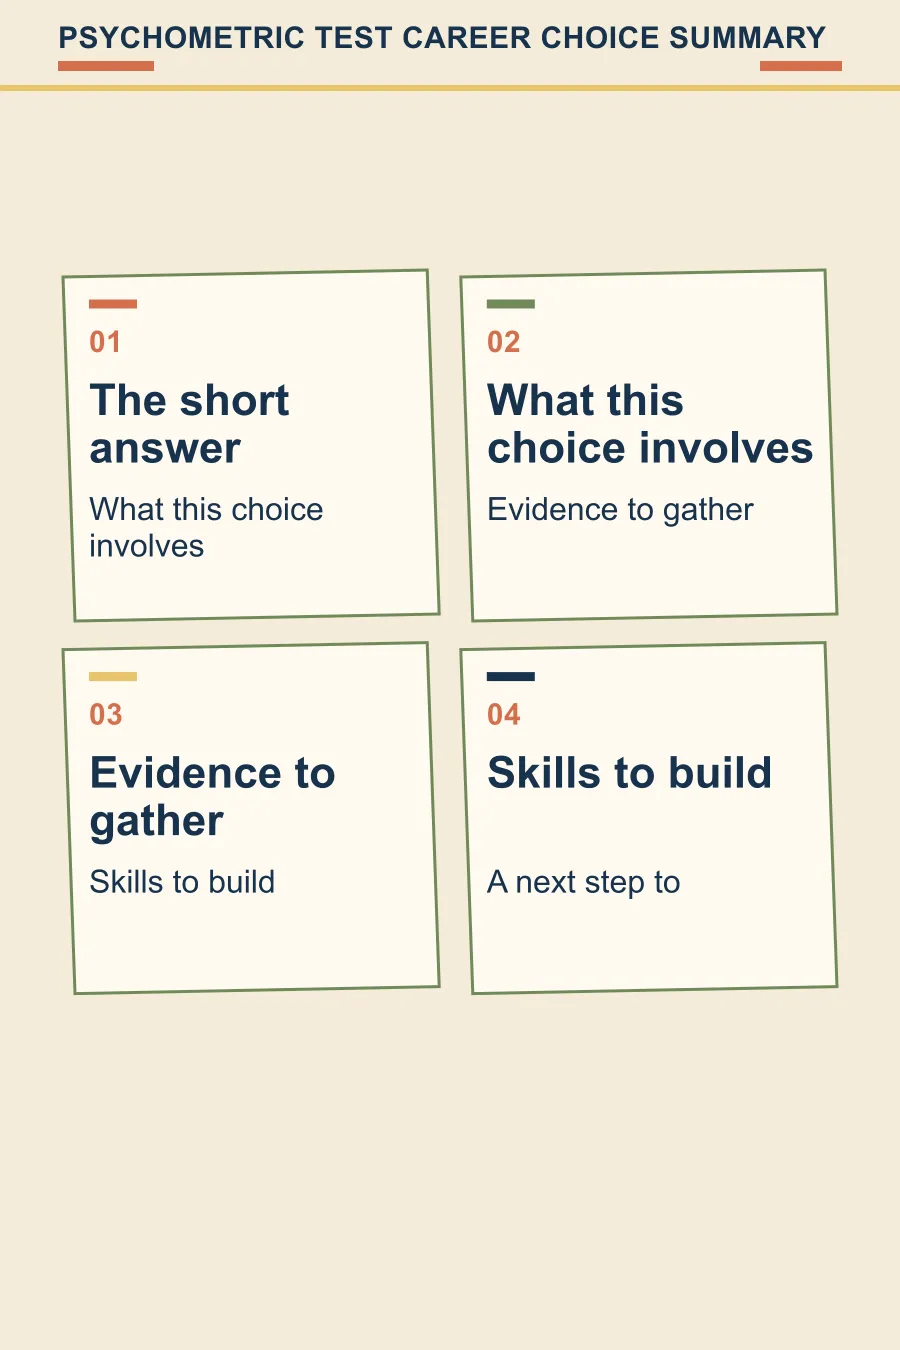 PSYCHOMETRIC TEST CAREER CHOICE SUMMARY
01
The short
answer
What this choice
involves
02
What this
choice involves
Evidence to gather
03
Evidence to
gather
Skills to build
04
Skills to build
A next step to